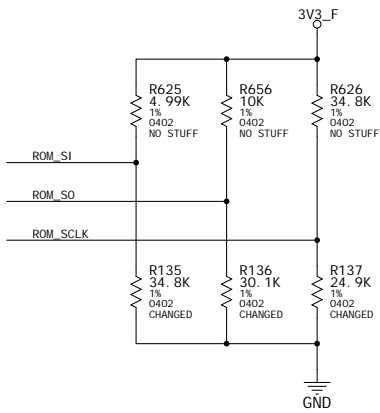 3V3_F
R625
4.99K
1%
0402
NO STUFF
R656
10K
1%
0402
NO STUFF
R626
34.8K
1%
0402
NO STUFF
ROM_SI
ROM_SO
ROM_SCLK
R135
34.8K
1%
0402
CHANGED
R136
30.1K
1%
0402
CHANGED
R137
24.9K
1%
0402
CHANGED
GND